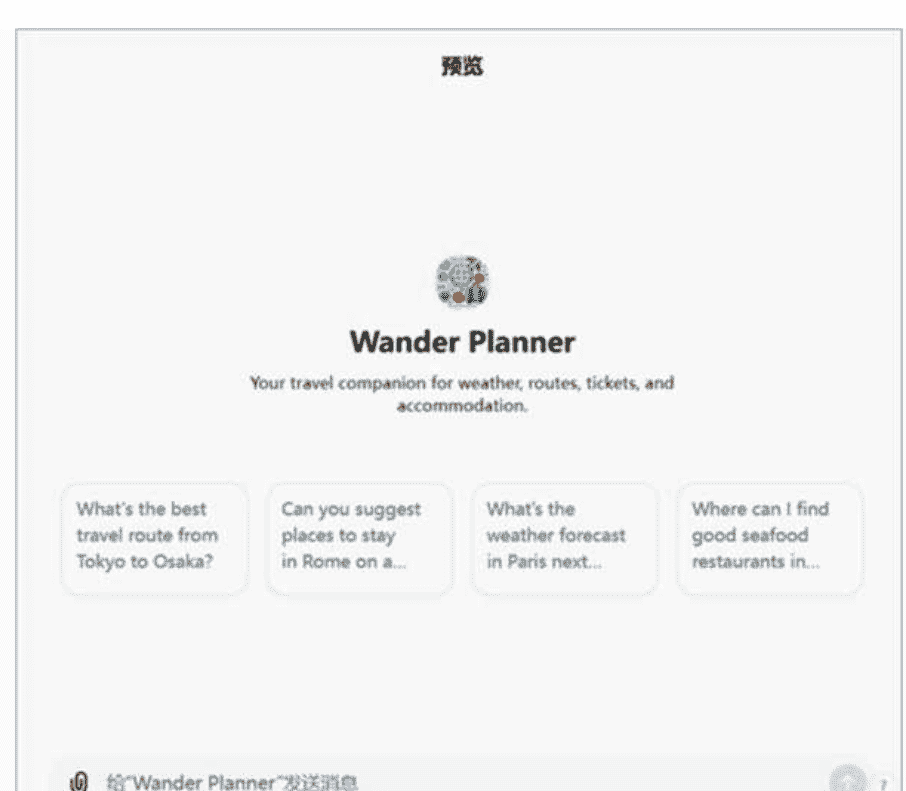 预览
Wander Planner
Your travel companion for weather, routes, tickets, and
accommodation.
What's the best
travel route from
Tokyo to Osaka?
Can you suggest
places to stay
in Rome on a...
What's the
weather forecast
in Paris next...
Where can I find
good seafood
restaurants in...
给“Wander Planner”发送消息
?